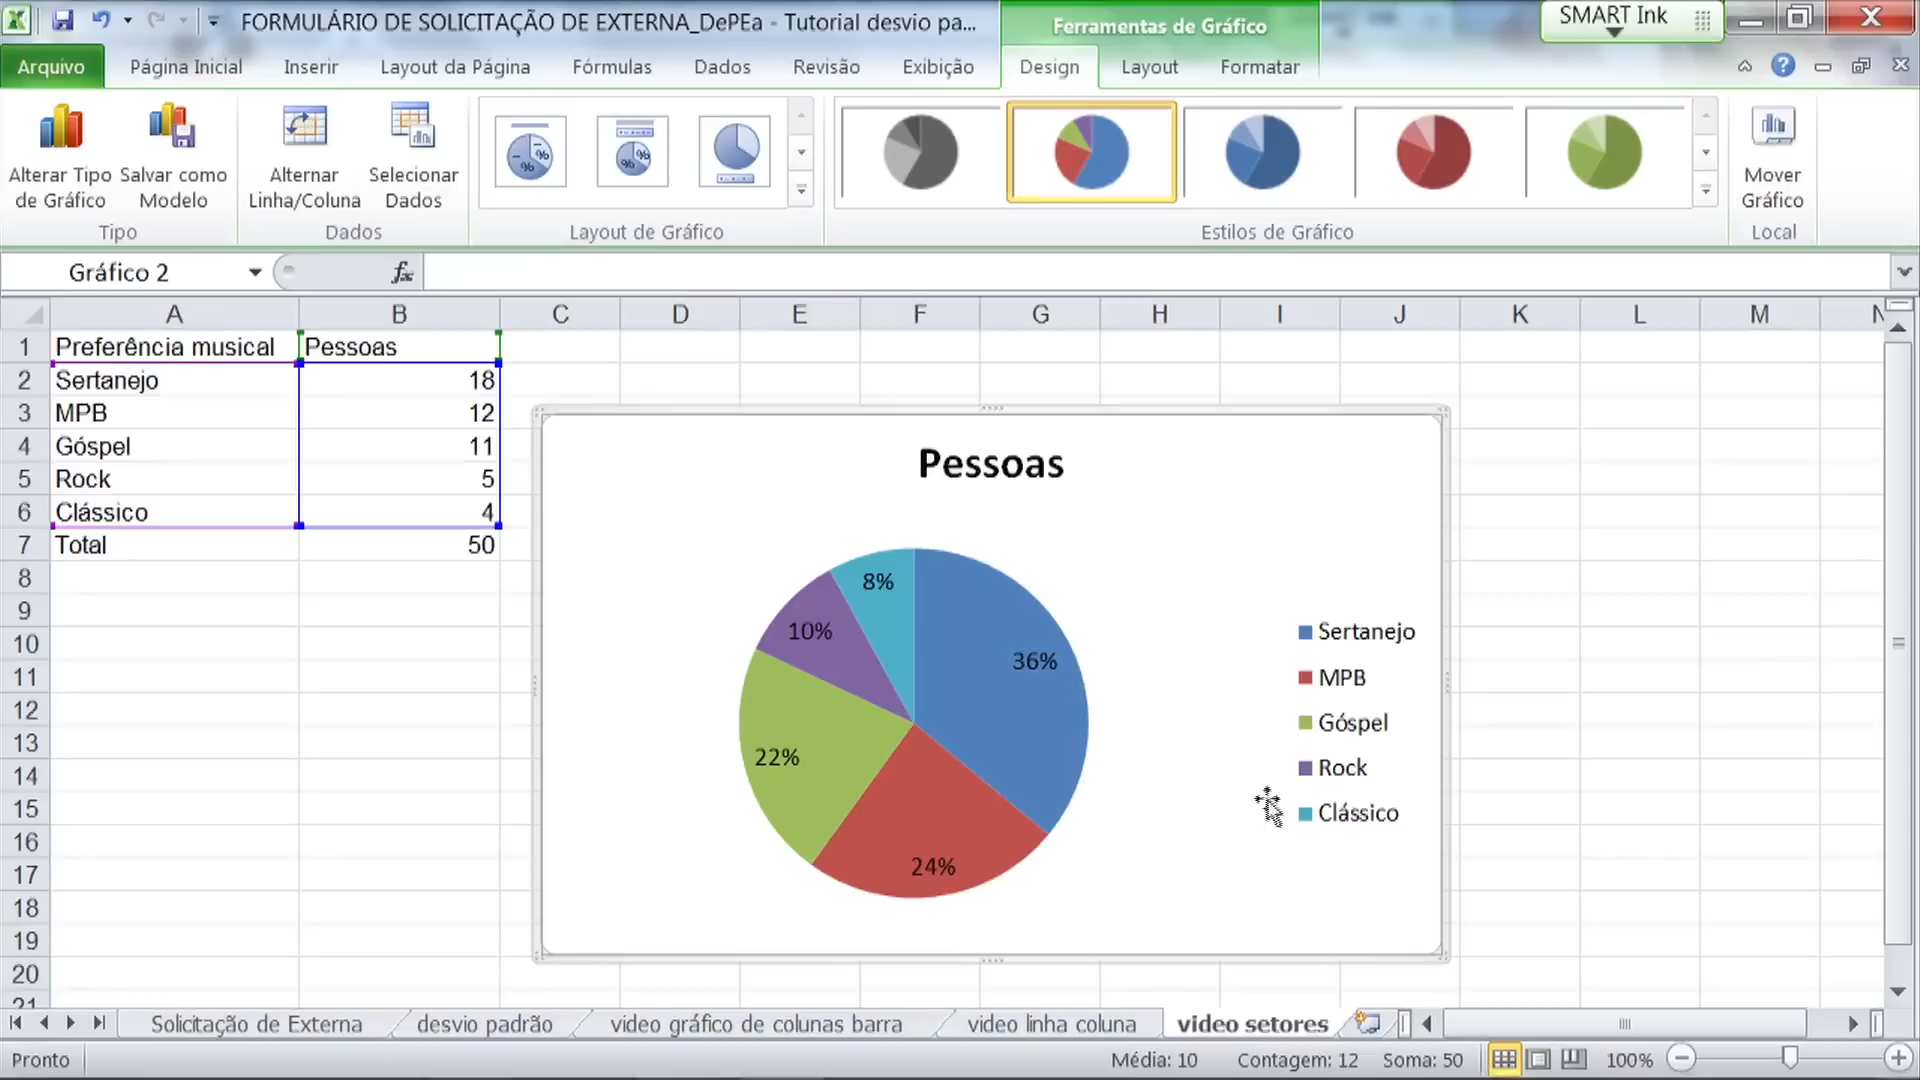 FORMULÁRIO DE SOLICITAÇÃO DE EXTERNA_DePEa - Tutorial desvio pa...
Ferramentas de Gráfico
SMART Ink
Arquivo
Página Inicial
Inserir
Layout da Página
Fórmulas
Dados
Revisão
Exibição
Design
Layout
Formatar
Alterar Tipo
de Gráfico
Salvar como
Modelo
Alternar
Linha/Coluna
Selecionar
Dados
Mover
Gráfico
Tipo
Dados
Layout de Gráfico
Estilos de Gráfico
Local
Gráfico 2
fx
A B C D E F G H I J K L M N
1 Preferência musical Pessoas
2 Sertanejo 18
3 MPB 12
4 Góspel 11
5 Rock 5
6 Clássico 4
7 Total 50
8
9
10
11
12
13
14
15
16
17
18
19
20
21
Pessoas
8%
10%
36%
22%
24%
Sertanejo
MPB
Góspel
Rock
Clássico
Solicitação de Externa
desvio padrão
video gráfico de colunas barra
video linha coluna
video setores
Pronto
Média: 10
Contagem: 12
Soma: 50
100%